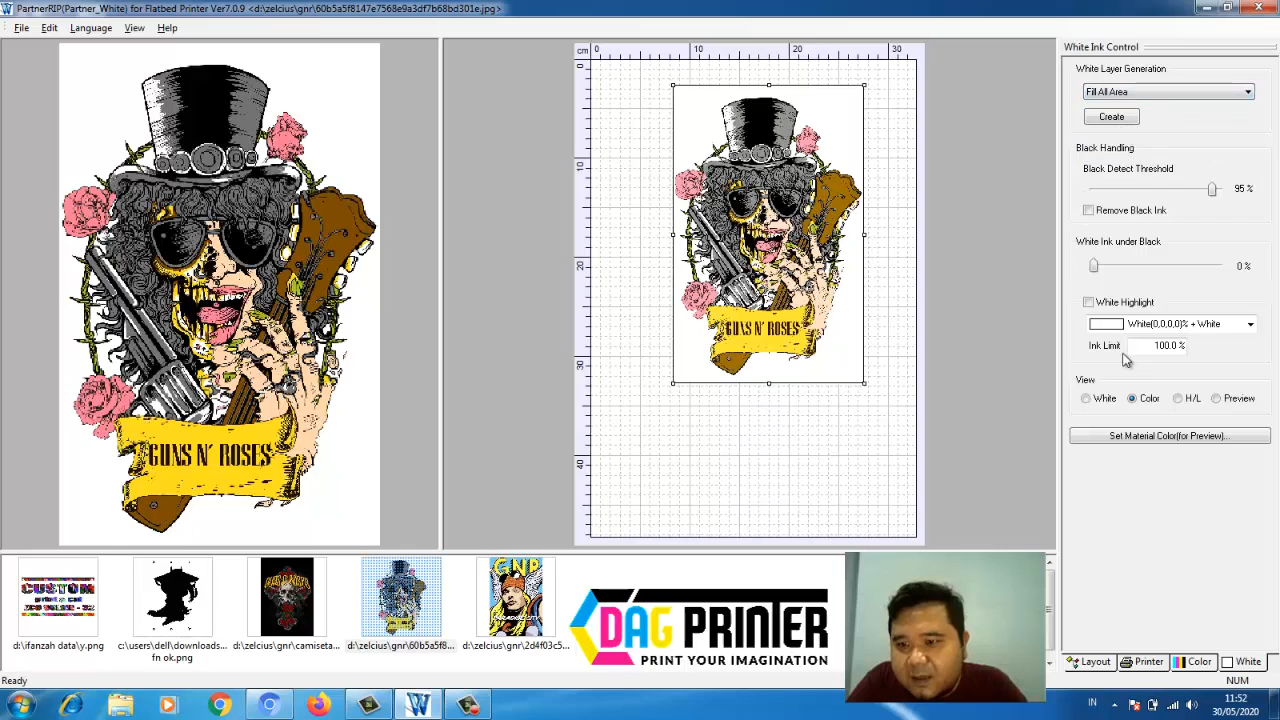 PartnerRIP(Partner_White) for Flatbed Printer Ver7.0.9 <d:\zelcius\gnr\60b5a5f8147e7568e9a3df7b68bd301e.jpg>
File Edit Language View Help
White Ink Control
White Layer Generation
Fill All Area
Create
Black Handling
Black Detect Threshold
95 %
Remove Black Ink
White Ink under Black
0 %
White Highlight
White(0,0,0,0)% + White
Ink Limit 100.0 %
View
White Color H/L Preview
Set Material Color(for Preview)...
cm 0 10 20 30
0
10
20
30
40
GUNS N' ROSES
GUNS N' ROSES
CUSTOM
GNR
DAG PRINTER
PRINT YOUR IMAGINATION
d:\ifanzah data\y.png
c:\users\dell\downloads...
fn ok.png
d:\zelcius\gnr\camiseta...
d:\zelcius\gnr\60b5a5f8...
d:\zelcius\gnr\2d4f03c5...
Layout Printer Color White
Ready
NUM
IN
11:52
30/05/2020